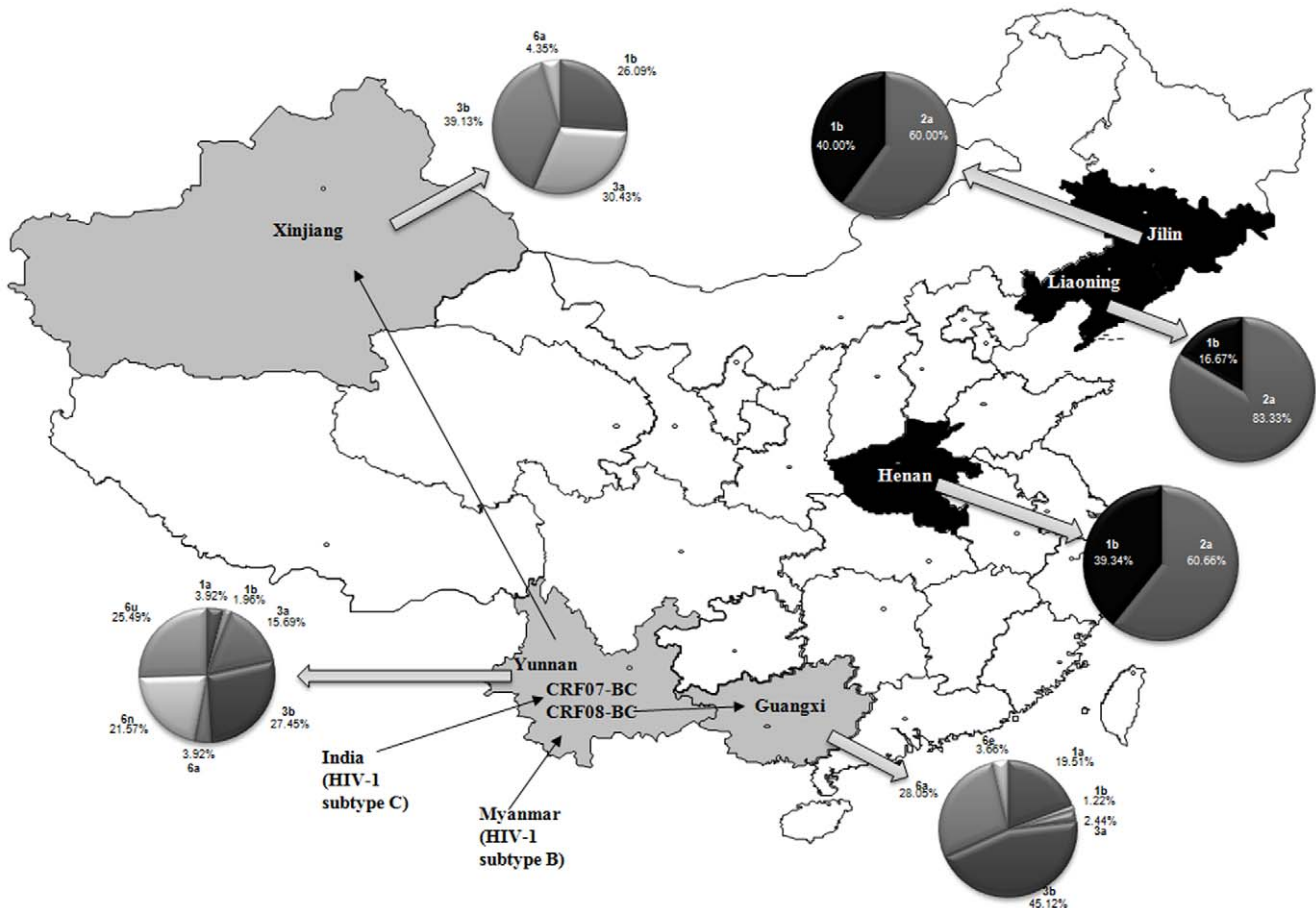 6a
4.35%
1b
26.09%
3b
39.13%
3a
30.43%
Xinjiang
1b
40.00%
2a
60.00%
Jilin
Liaoning
1b
16.67%
2a
83.33%
Henan
1b
39.34%
2a
60.66%
1a
3.92%
1b
1.96%
3a
15.69%
6u
25.49%
3b
27.45%
6n
21.57%
3.92%
6a
Yunnan
CRF07-BC
CRF08-BC
Guangxi
India
(HIV-1
subtype C)
Myanmar
(HIV-1
subtype B)
6e
3.66%
1a
19.51%
6a
28.05%
1b
1.22%
2.44%
3a
3b
45.12%